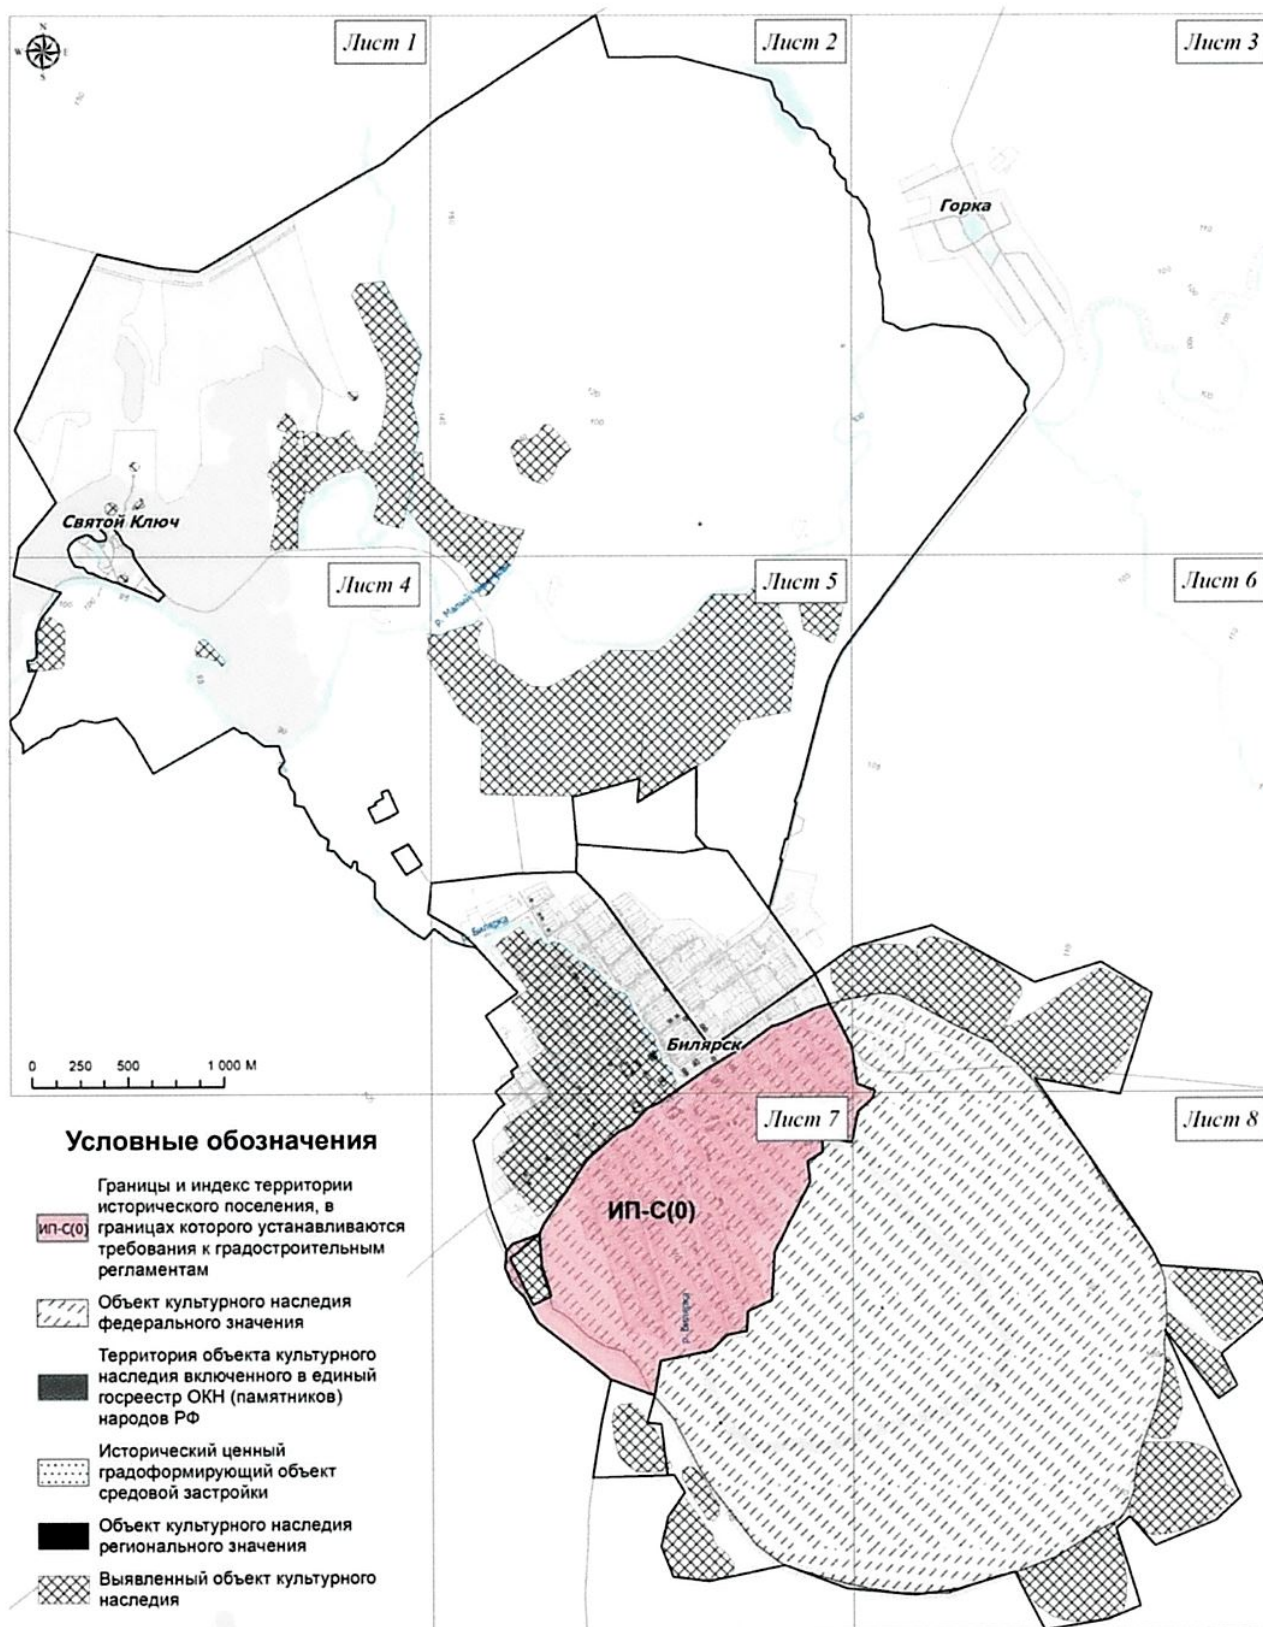 N
W E
S
Лист 1
Лист 2
Лист 3
Горка
Святой Ключ
Лист 4
Лист 5
Лист 6
р. Малый
Билярка
Билярск
0 250 500 1 000 М
Лист 7
Лист 8
ИП-С(0)
р. Билярка
Условные обозначения
ИП-С(0)
Границы и индекс территории
исторического поселения, в
границах которого устанавливаются
требования к градостроительным
регламентам
Объект культурного наследия
федерального значения
Территория объекта культурного
наследия включенного в единый
госреестр ОКН (памятников)
народов РФ
Исторический ценный
градоформирующий объект
средовой застройки
Объект культурного наследия
регионального значения
Выявленный объект культурного
наследия